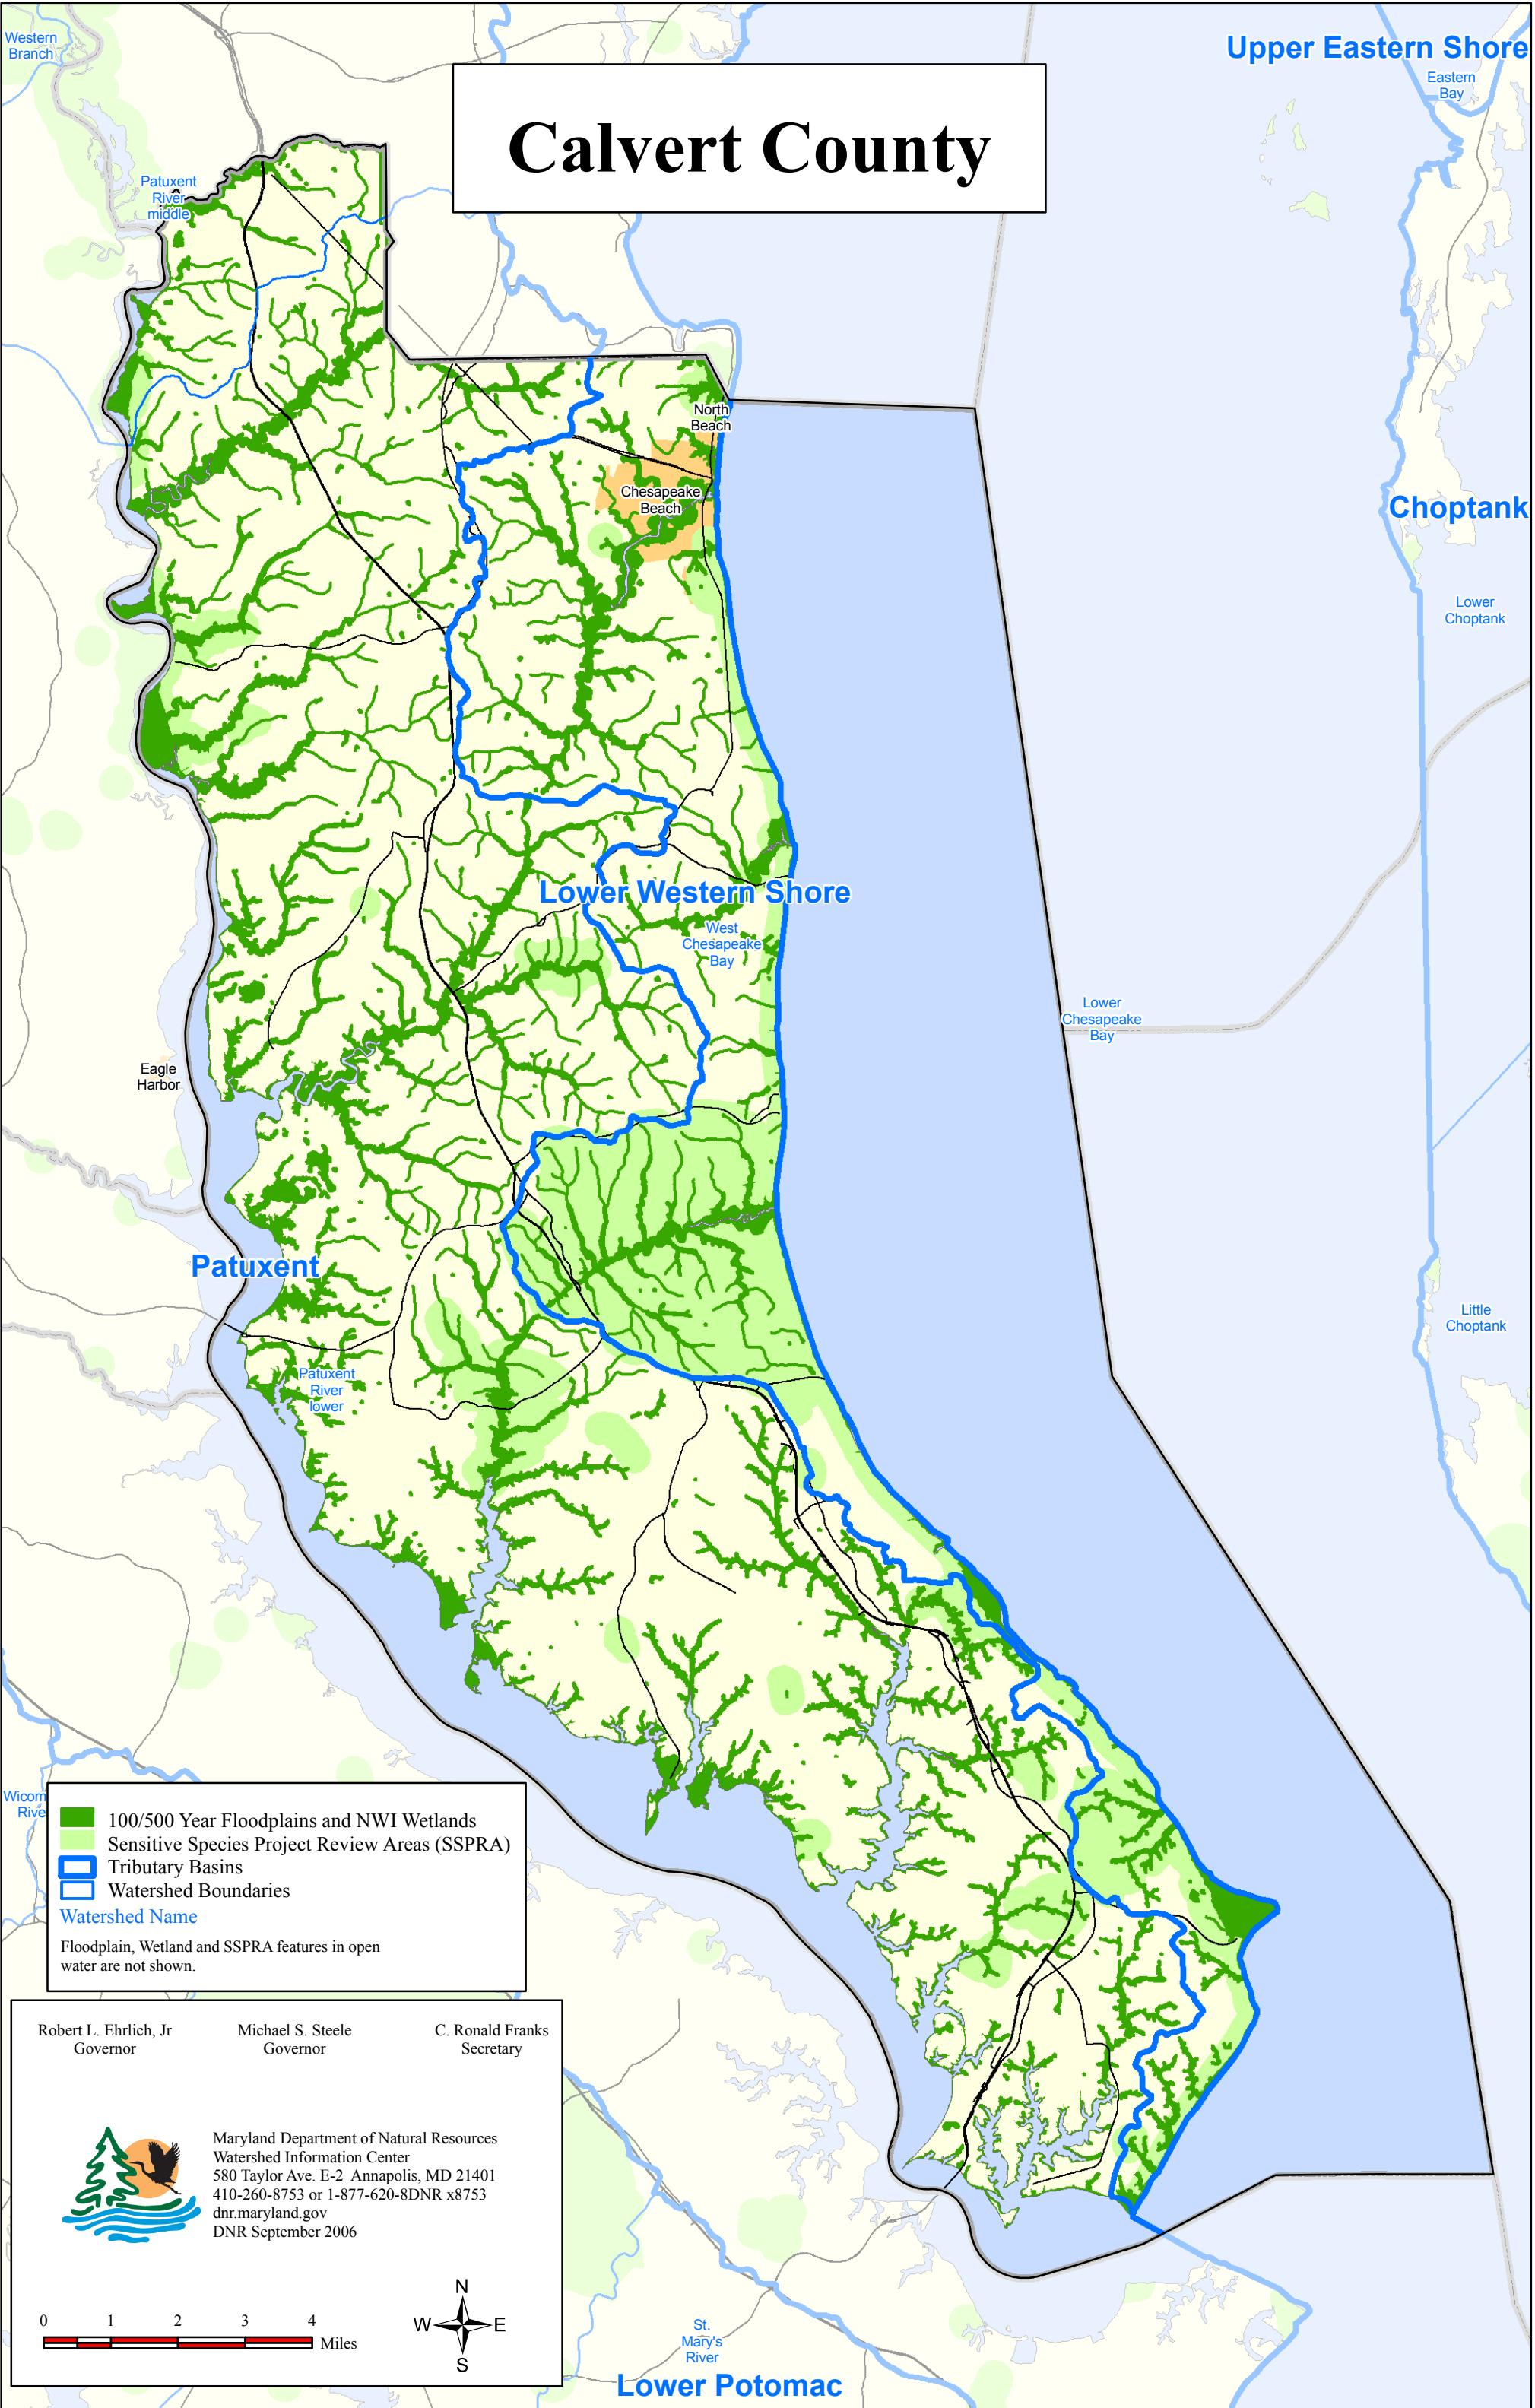 Western
Branch
Upper Eastern Shore
Eastern
Bay
Calvert County
Patuxent
River
middle
North
Beach
Chesapeake
Beach
Choptank
Lower
Choptank
Lower Western Shore
West
Chesapeake
Bay
Lower
Chesapeake
Bay
Eagle
Harbor
Patuxent
Little
Choptank
Patuxent
River
lower
Wicom
Rive
100/500 Year Floodplains and NWI Wetlands
Sensitive Species Project Review Areas (SSPRA)
Tributary Basins
Watershed Boundaries
Watershed Name
Floodplain, Wetland and SSPRA features in open
water are not shown.
Robert L. Ehrlich, Jr
Governor
Michael S. Steele
Governor
C. Ronald Franks
Secretary
Maryland Department of Natural Resources
Watershed Information Center
580 Taylor Ave. E-2 Annapolis, MD 21401
410-260-8753 or 1-877-620-8DNR x8753
dnr.maryland.gov
DNR September 2006
N
W E
S
0 1 2 3 4
Miles
St.
Mary's
River
Lower Potomac